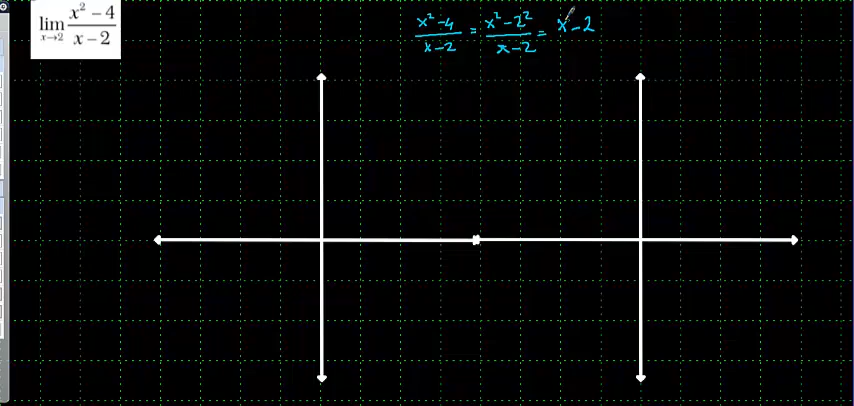 lim x→2 (x² − 4)/(x − 2)
(x²−4)/(x−2) = (x²−2²)/(x−2) = x−2